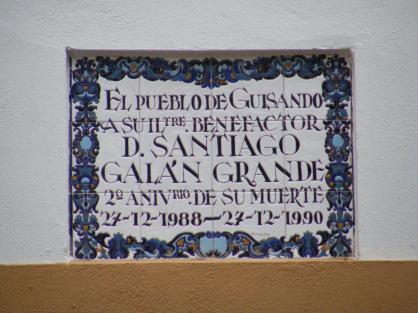 EL PUEBLO DE GUISANDO
A SU ILTRE. BENEFACTOR
D. SANTIAGO
GALÁN GRANDE
2º ANIVRIO. DE SU MUERTE
27-12-1988-27-12-1990